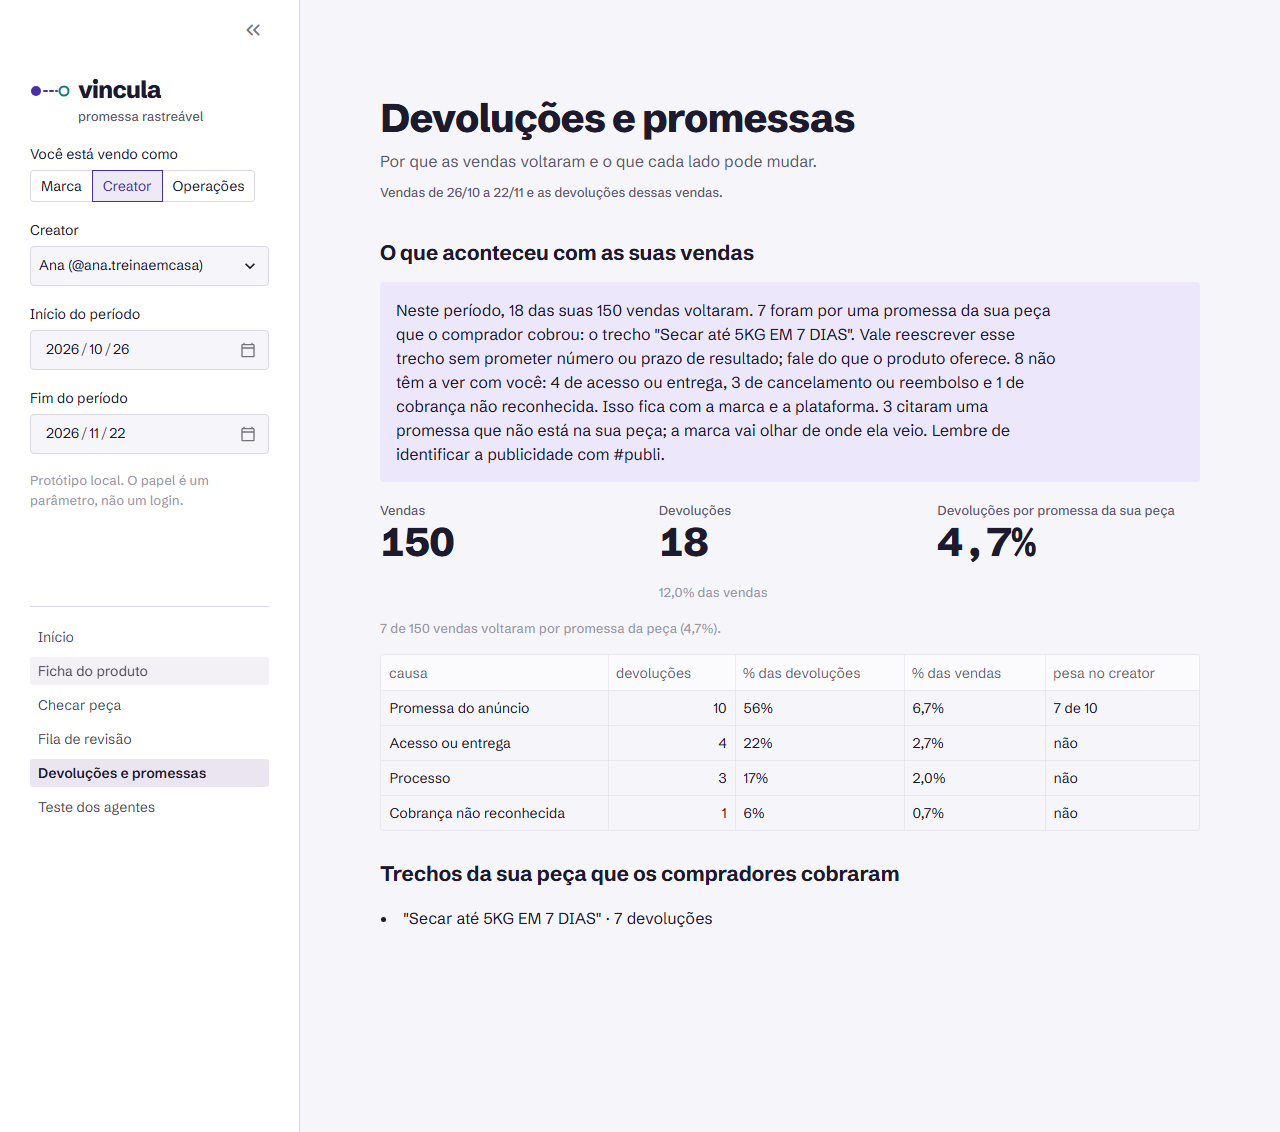 vincula
promessa rastreável
Você está vendo como
Marca Creator Operações
Creator
Ana (@ana.treinaemcasa)
Início do período
2026/10/26
Fim do período
2026/11/22
Protótipo local. O papel é um
parâmetro, não um login.
Início
Ficha do produto
Checar peça
Fila de revisão
Devoluções e promessas
Teste dos agentes
Devoluções e promessas
Por que as vendas voltaram e o que cada lado pode mudar.
Vendas de 26/10 a 22/11 e as devoluções dessas vendas.
O que aconteceu com as suas vendas
Neste período, 18 das suas 150 vendas voltaram. 7 foram por uma promessa da sua peça
que o comprador cobrou: o trecho "Secar até 5KG EM 7 DIAS". Vale reescrever esse
trecho sem prometer número ou prazo de resultado; fale do que o produto oferece. 8 não
têm a ver com você: 4 de acesso ou entrega, 3 de cancelamento ou reembolso e 1 de
cobrança não reconhecida. Isso fica com a marca e a plataforma. 3 citaram uma
promessa que não está na sua peça; a marca vai olhar de onde ela veio. Lembre de
identificar a publicidade com #publi.
Vendas Devoluções Devoluções por promessa da sua peça
150 18 4,7%
12,0% das vendas
7 de 150 vendas voltaram por promessa da peça (4,7%).
causa devoluções % das devoluções % das vendas pesa no creator
Promessa do anúncio 10 56% 6,7% 7 de 10
Acesso ou entrega 4 22% 2,7% não
Processo 3 17% 2,0% não
Cobrança não reconhecida 1 6% 0,7% não
Trechos da sua peça que os compradores cobraram
• "Secar até 5KG EM 7 DIAS" · 7 devoluções